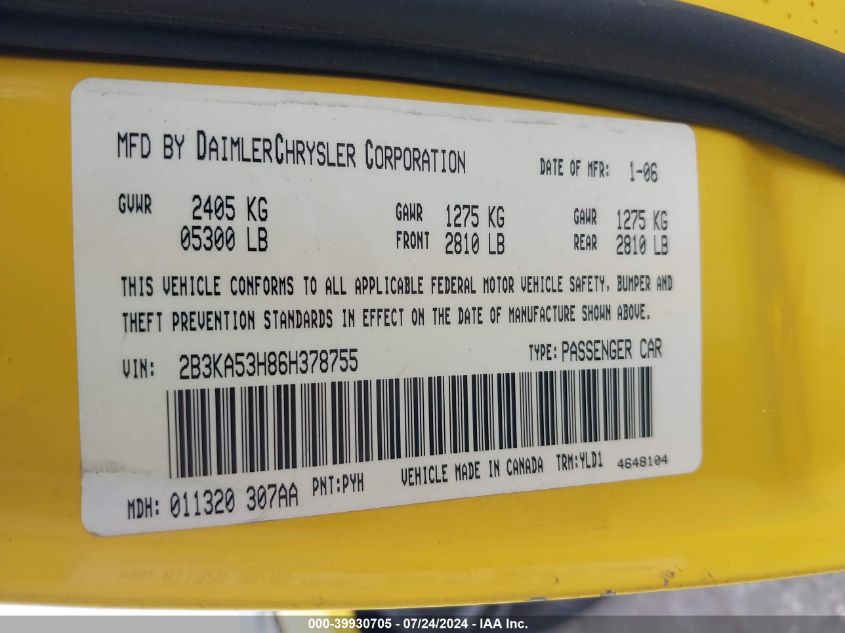 MFD BY DAIMLERCHRYSLER CORPORATION DATE OF MFR: 1-06
GVWR 2405 KG GAWR 1275 KG GAWR 1275 KG
05300 LB FRONT 2810 LB REAR 2810 LB
THIS VEHICLE CONFORMS TO ALL APPLICABLE FEDERAL MOTOR VEHICLE SAFETY, BUMPER AND
THEFT PREVENTION STANDARDS IN EFFECT ON THE DATE OF MANUFACTURE SHOWN ABOVE.
VIN: 2B3KA53H86H378755 TYPE: PASSENGER CAR
MDH: 011320 307AA PNT:PYH VEHICLE MADE IN CANADA TRM:YLD1 4648104
000-39930705 - 07/24/2024 - IAA Inc.